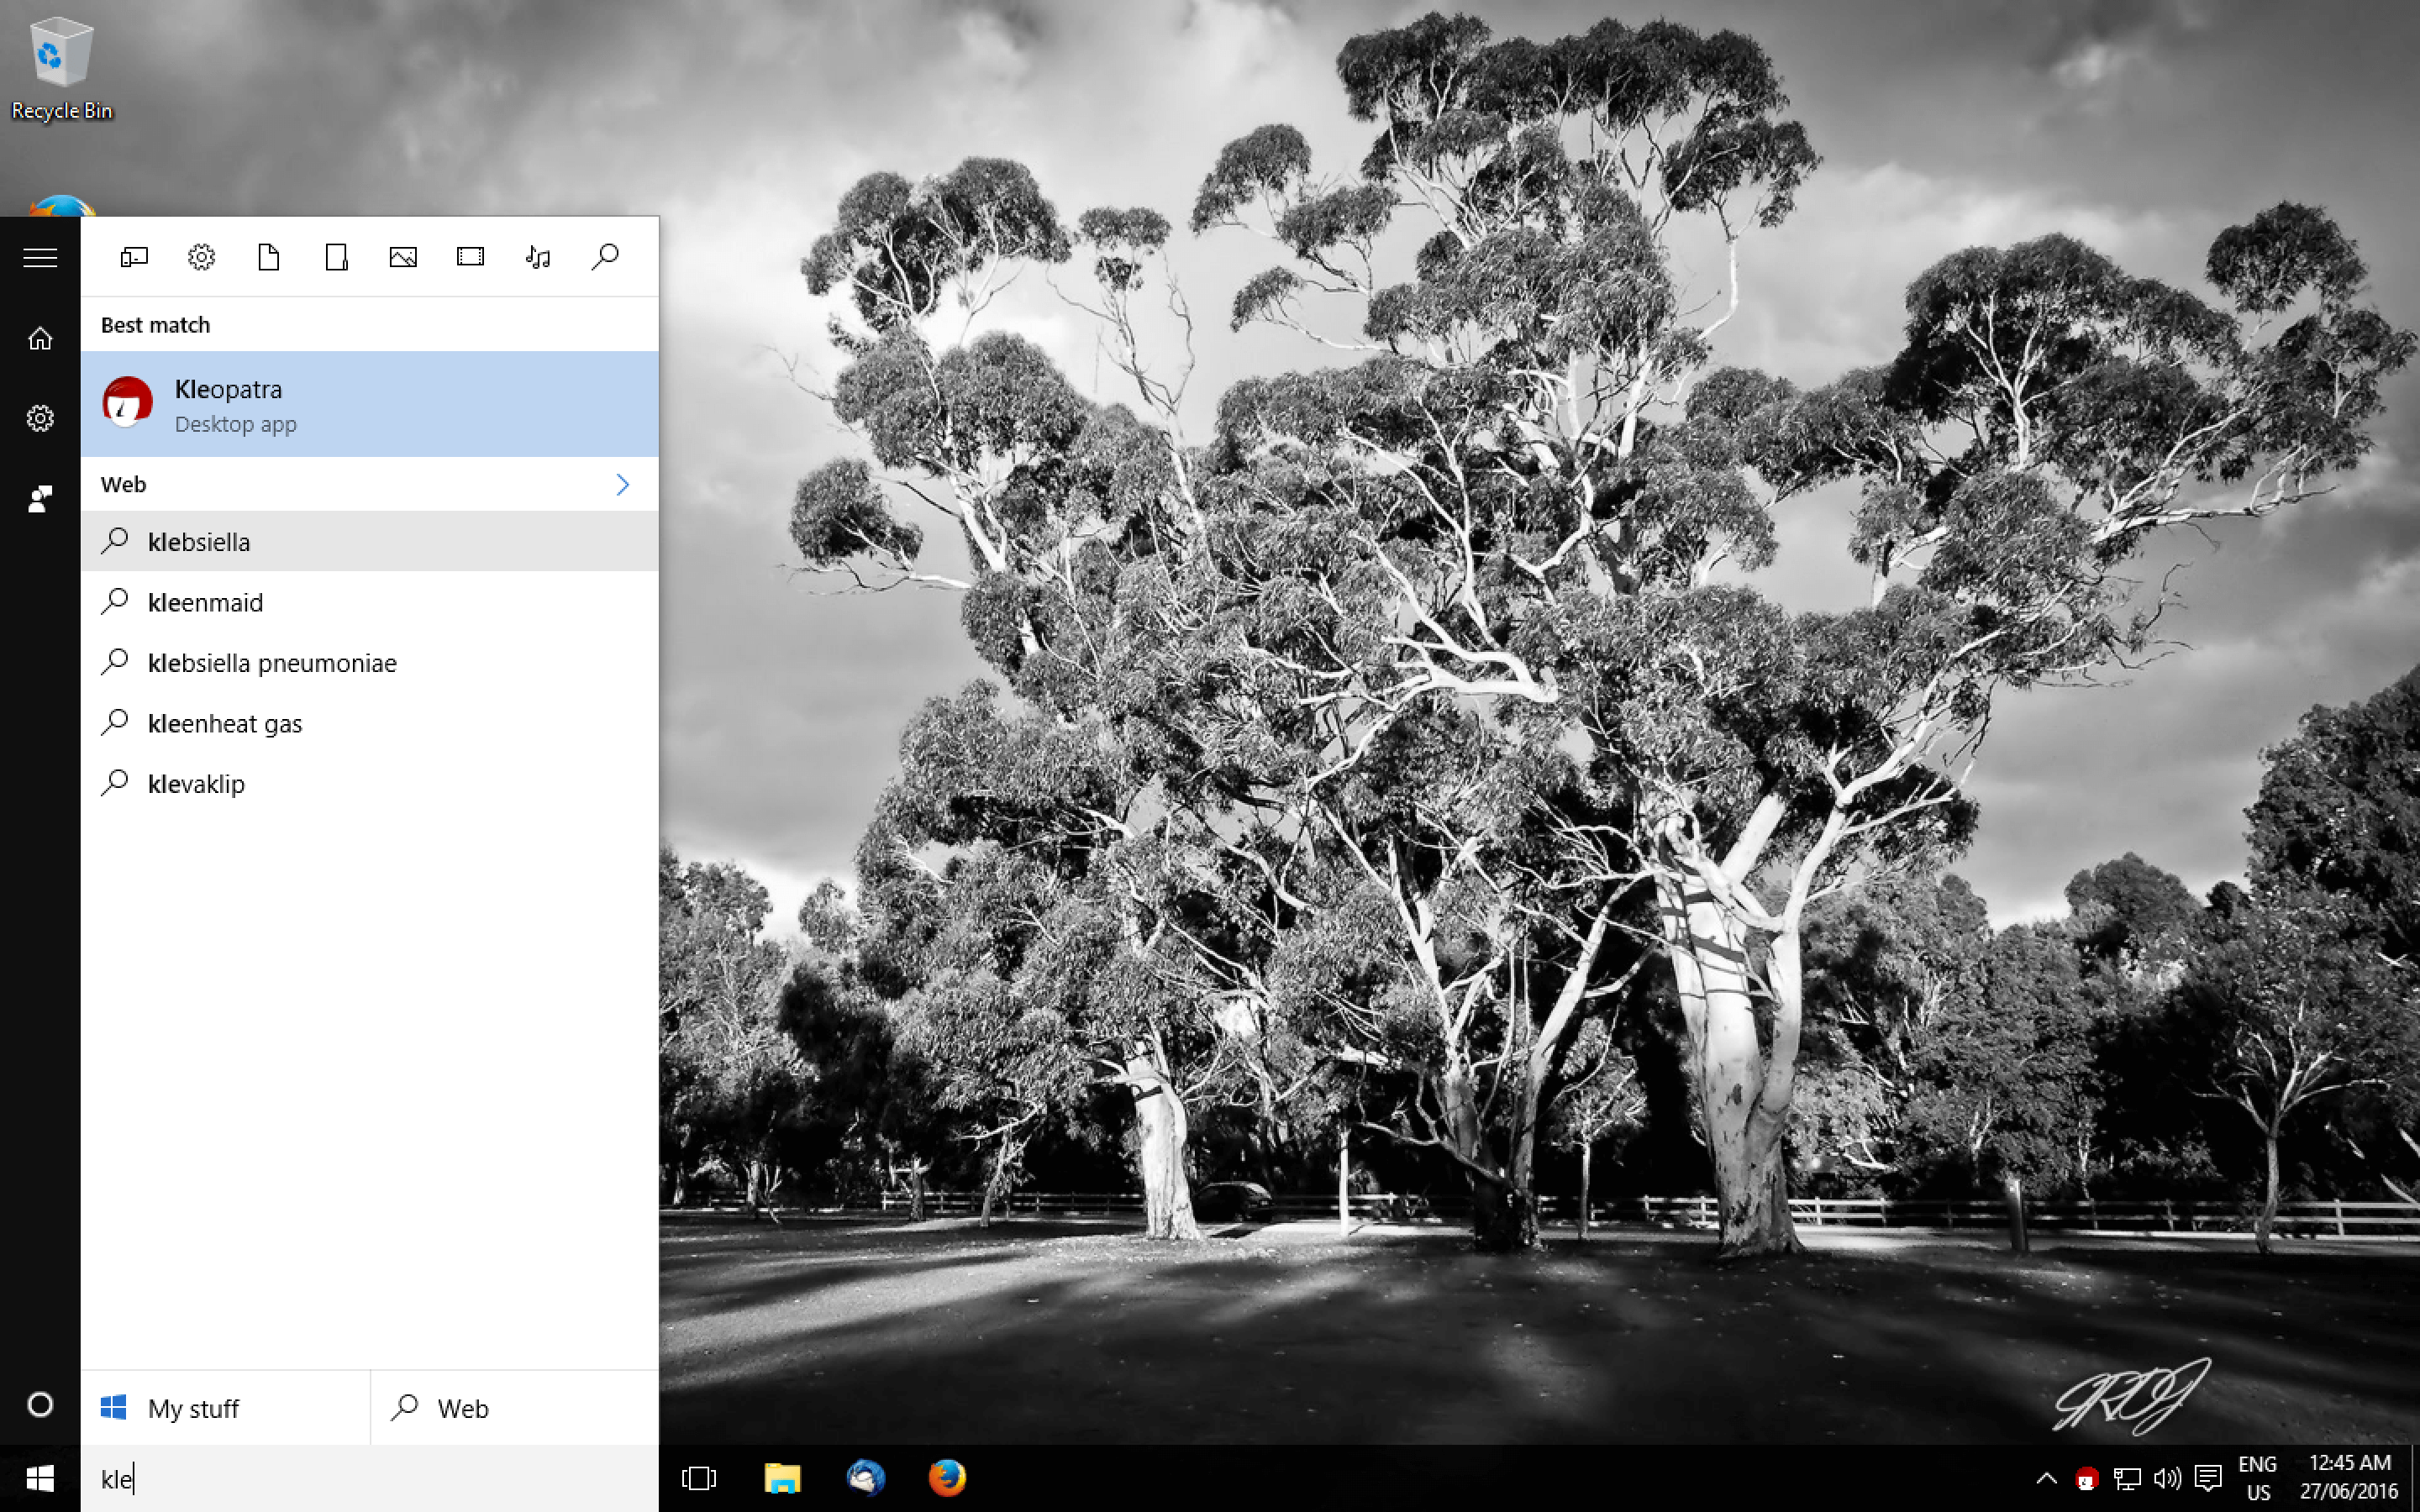 Recycle Bin
Best match
Kleopatra
Desktop app
Web
klebsiella
kleenmaid
klebsiella pneumoniae
kleenheat gas
klevaklip
My stuff
Web
kle
ENG
US
12:45 AM
27/06/2016